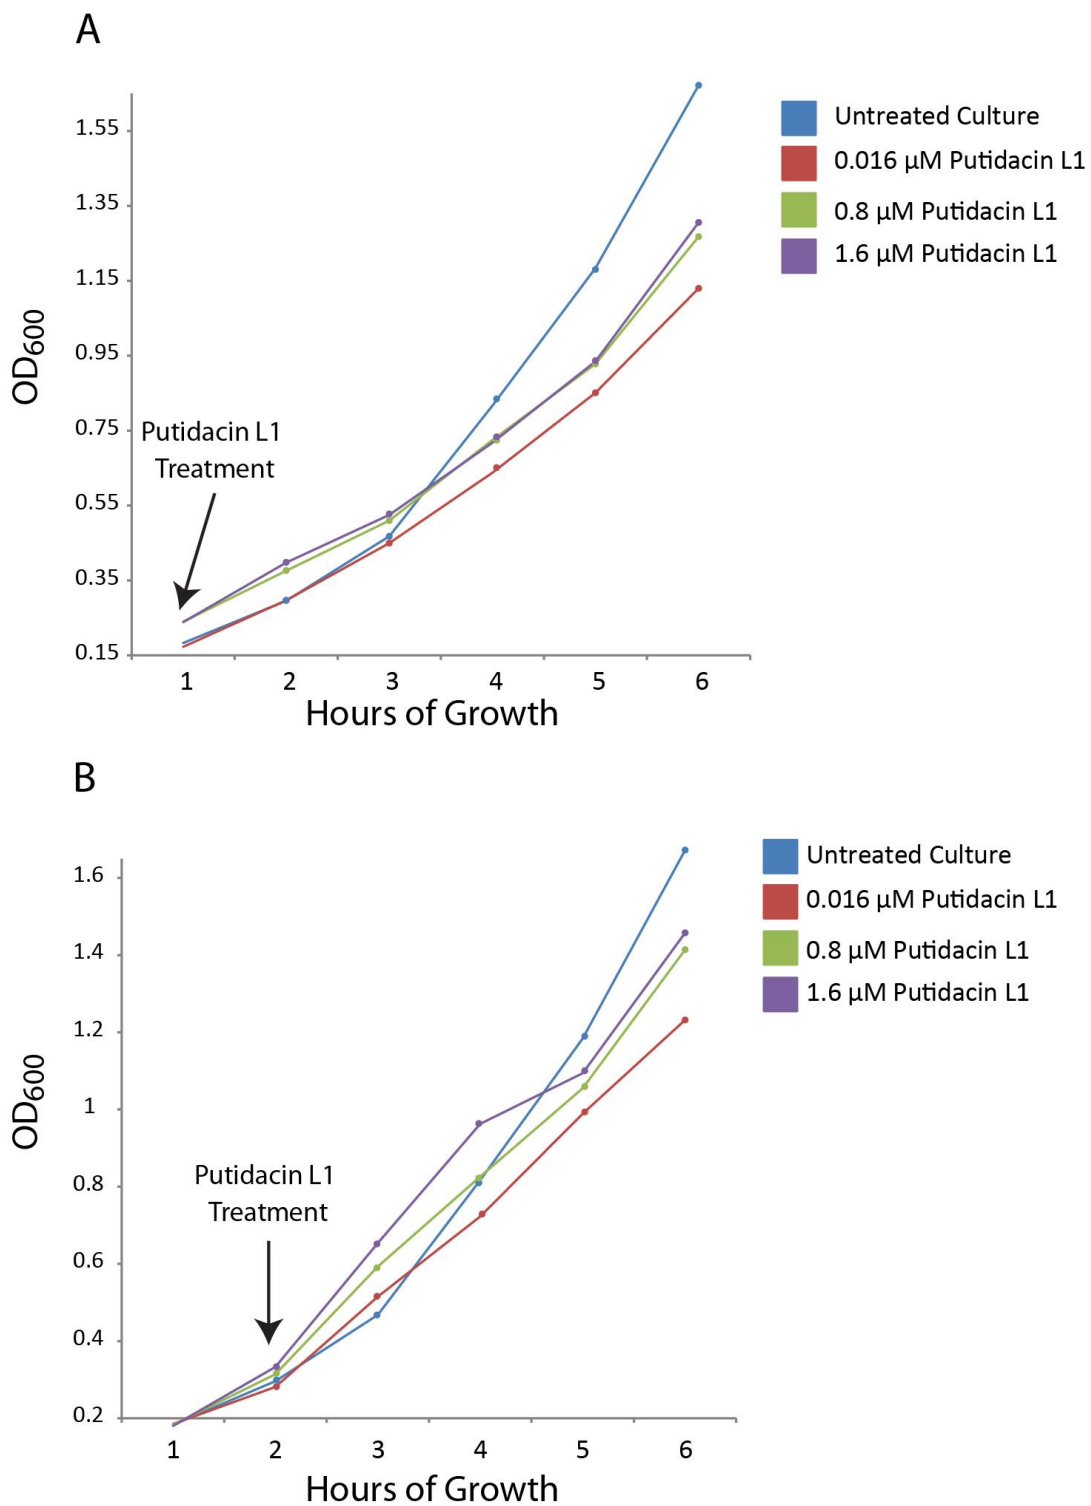 A
1.55
1.35
1.15
0.95
0.75
0.55
0.35
0.15
OD600
Putidacin L1
Treatment
1 2 3 4 5 6
Hours of Growth
Untreated Culture
0.016 µM Putidacin L1
0.8 µM Putidacin L1
1.6 µM Putidacin L1
B
1.6
1.4
1.2
1
0.8
0.6
0.4
0.2
OD600
Putidacin L1
Treatment
1 2 3 4 5 6
Hours of Growth
Untreated Culture
0.016 µM Putidacin L1
0.8 µM Putidacin L1
1.6 µM Putidacin L1